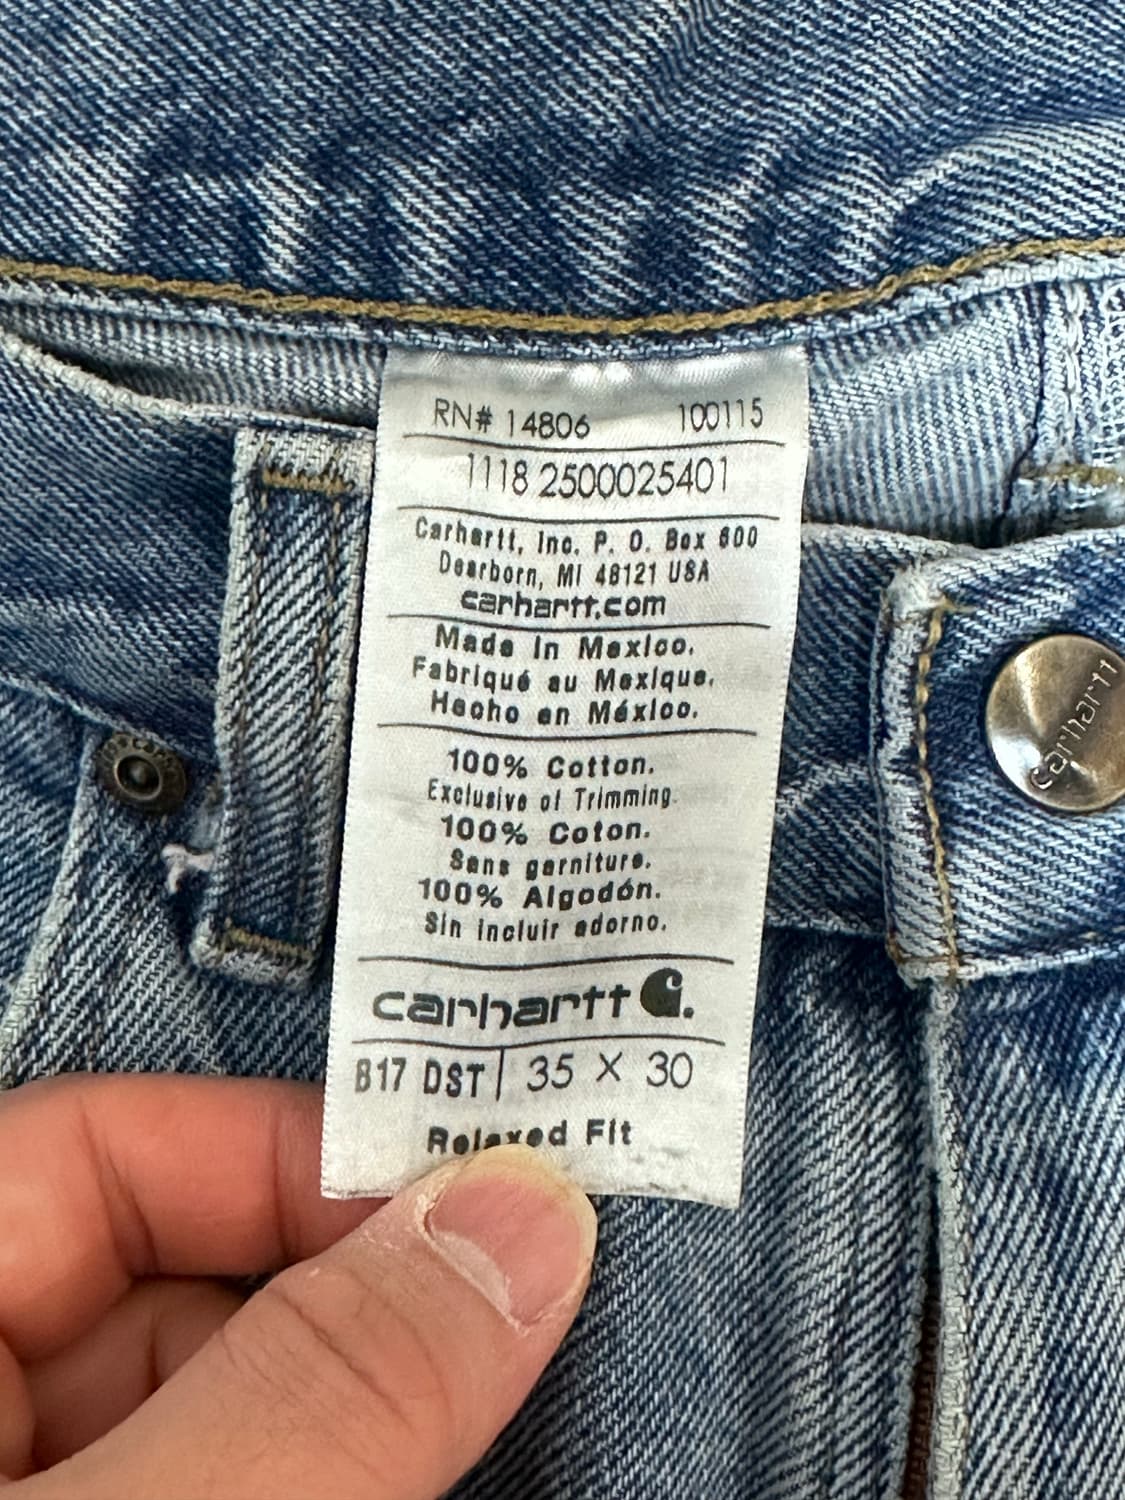 RN# 14806 100115
1118 2500025401
Carhartt, Inc. P. O. Box 600
Dearborn, MI 48121 USA
carhartt.com
Made in Mexico.
Fabriqué au Mexique.
Hecho en México.
100% Cotton.
Exclusive of Trimming.
100% Coton.
Sans garniture.
100% Algodón.
Sin incluir adorno.
carhartt
B17 DST | 35 X 30
Relaxed Fit
carhartt